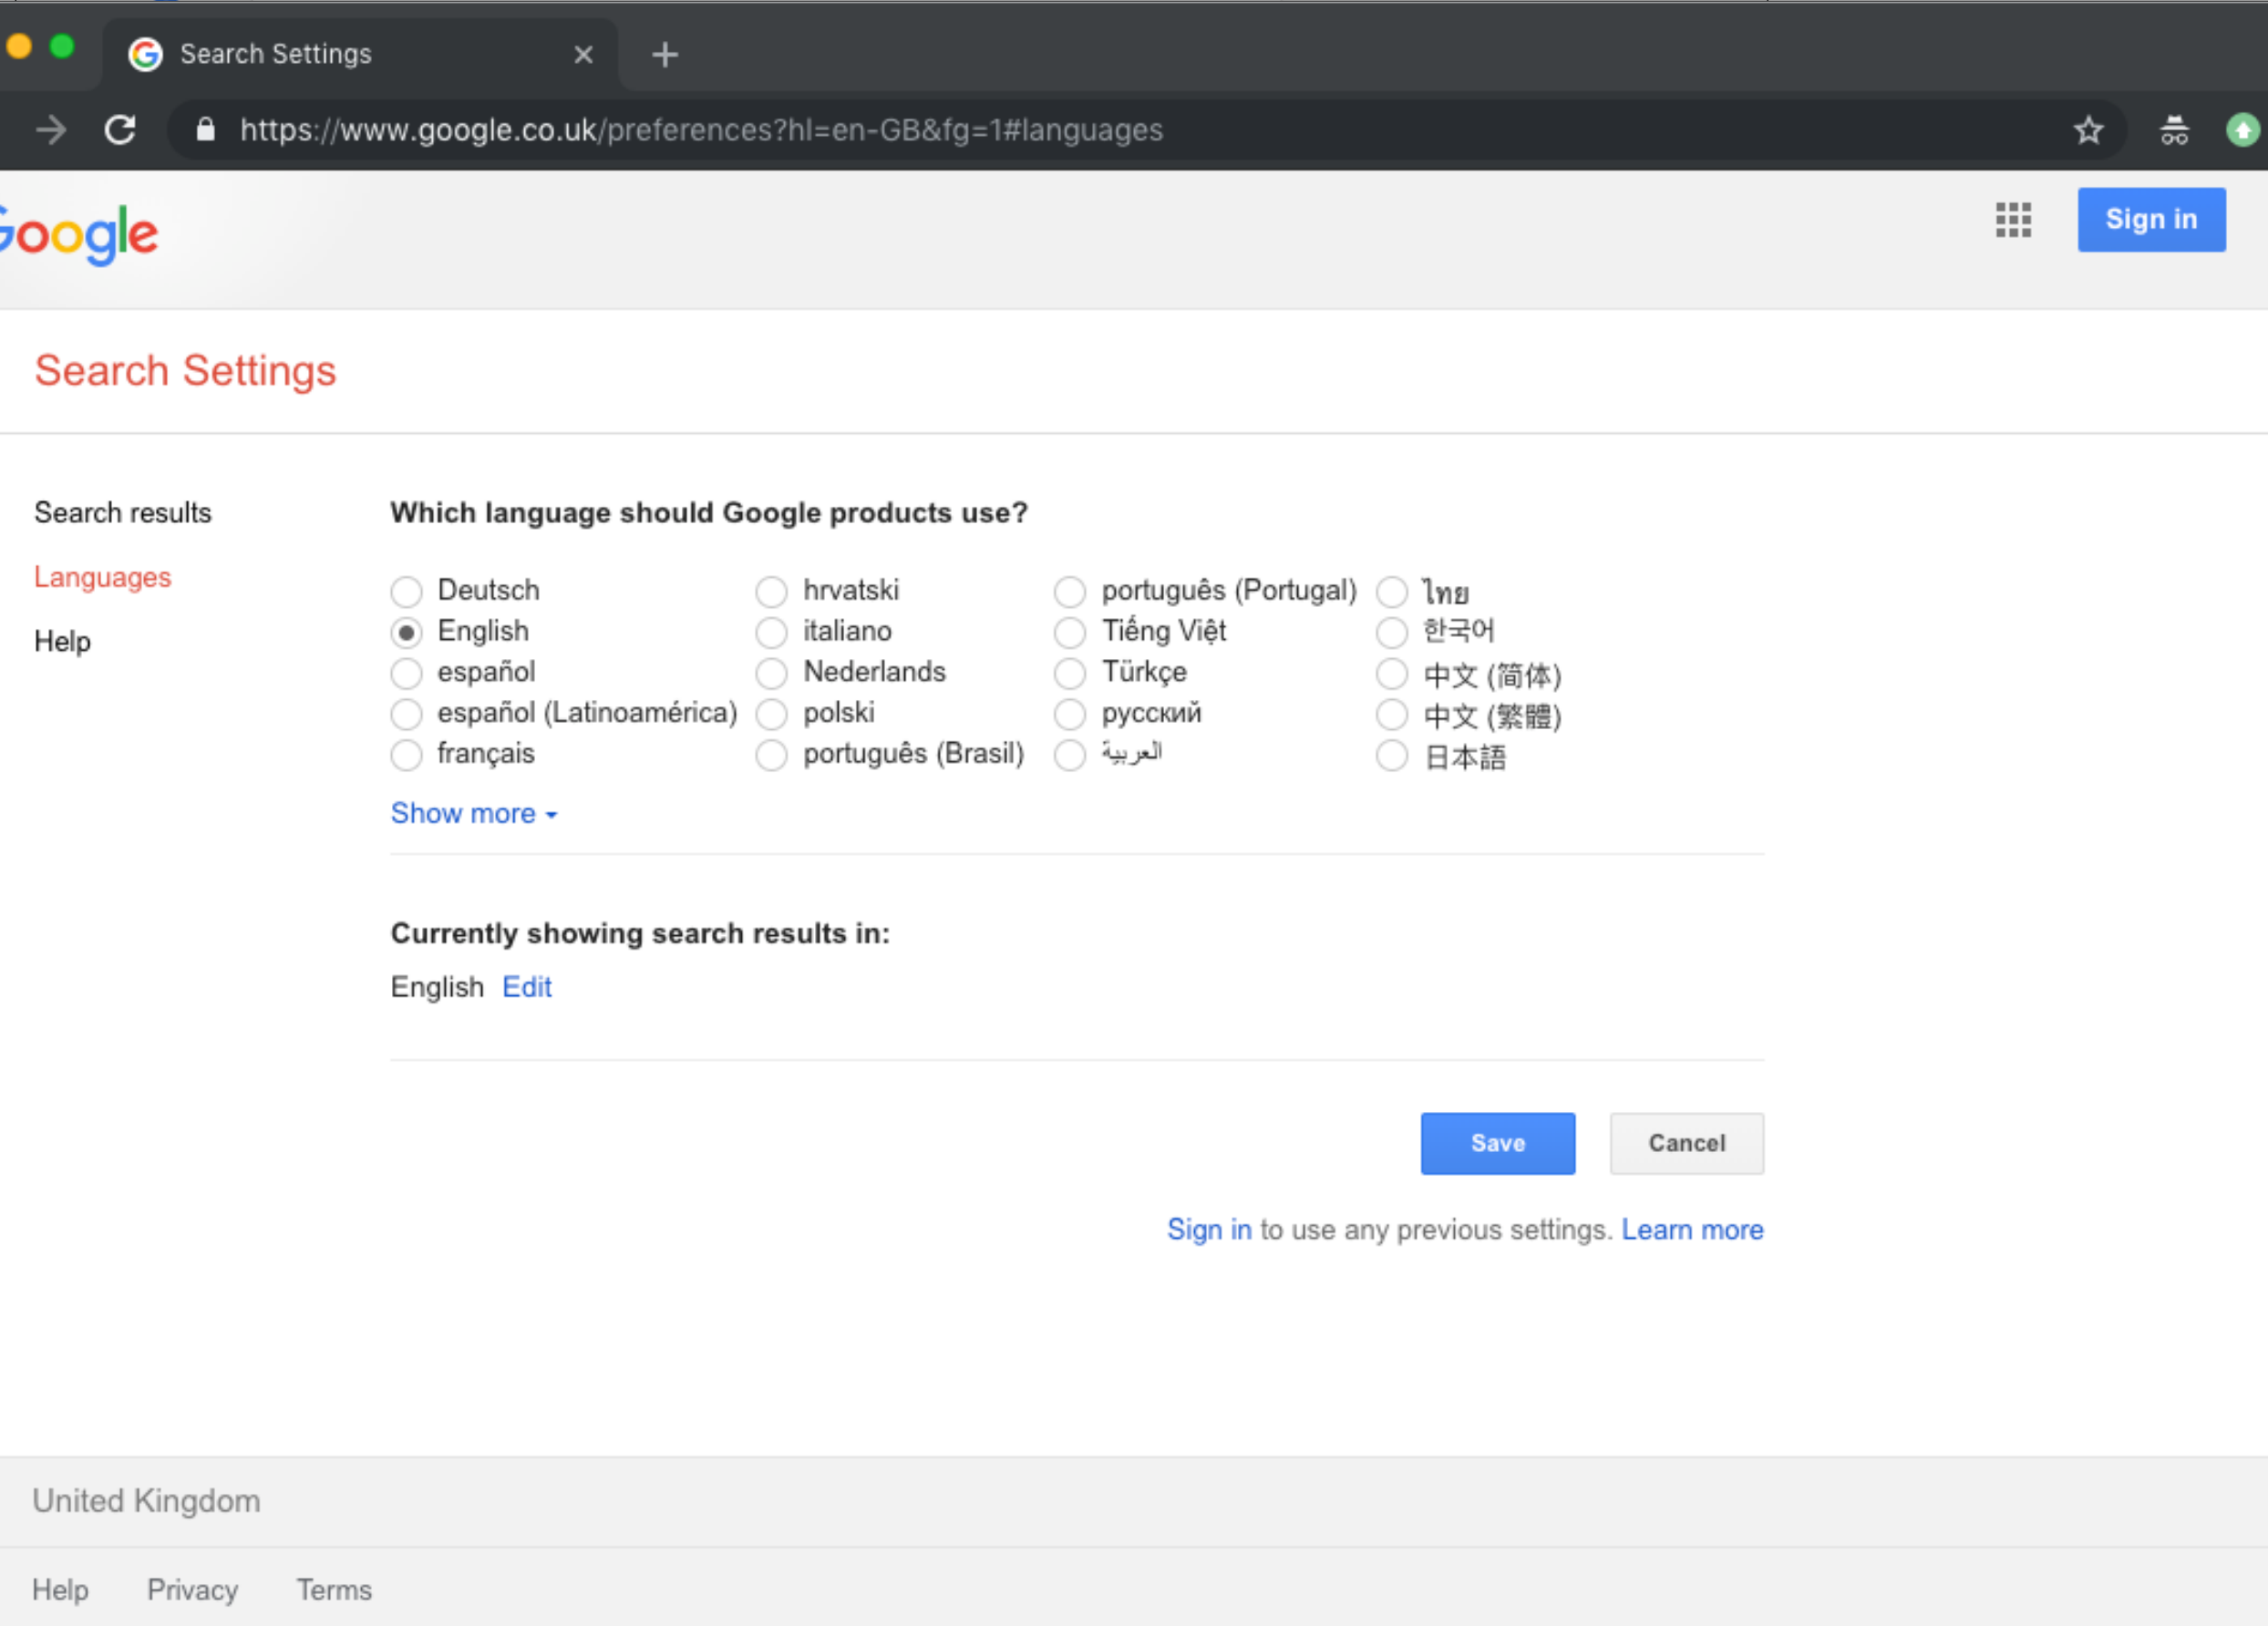 Search Settings
https://www.google.co.uk/preferences?hl=en-GB&fg=1#languages
Google
Sign in
Search Settings
Search results
Languages
Help
Which language should Google products use?
Deutsch
English
español
español (Latinoamérica)
français
hrvatski
italiano
Nederlands
polski
português (Brasil)
português (Portugal)
Tiếng Việt
Türkçe
русский
العربية
ไทย
한국어
中文 (简体)
中文 (繁體)
日本語
Show more
Currently showing search results in:
English Edit
Save Cancel
Sign in to use any previous settings. Learn more
United Kingdom
Help Privacy Terms